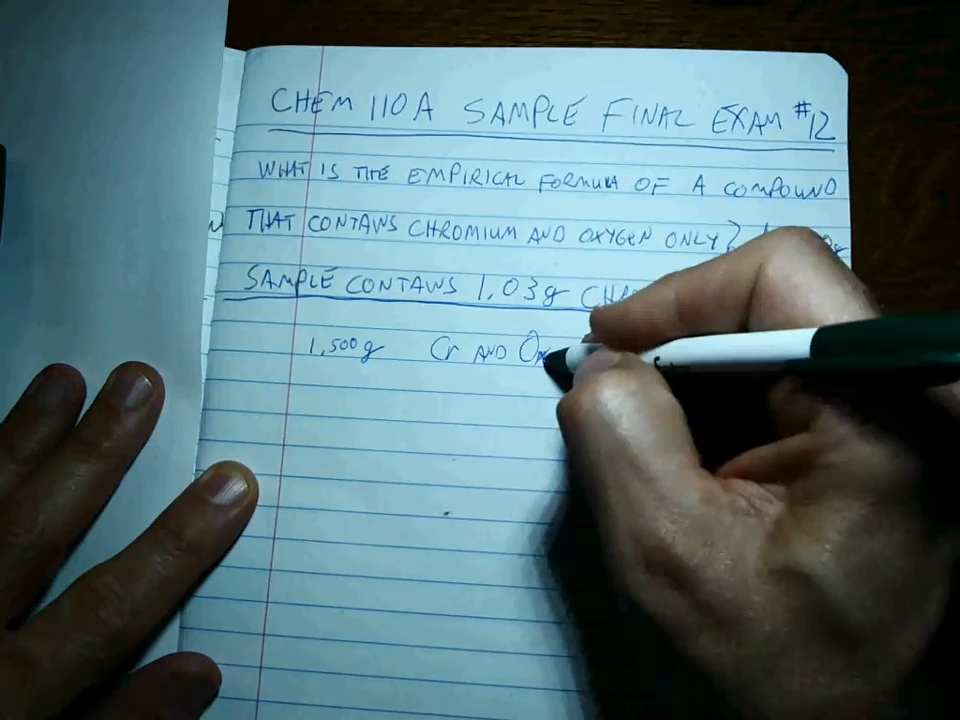 CHEM 110A SAMPLE FINAL EXAM #12
WHAT IS THE EMPIRICAL FORMULA OF A COMPOUND
THAT CONTAINS CHROMIUM AND OXYGEN ONLY?
SAMPLE CONTAINS 1.03g
1.500g Cr AND